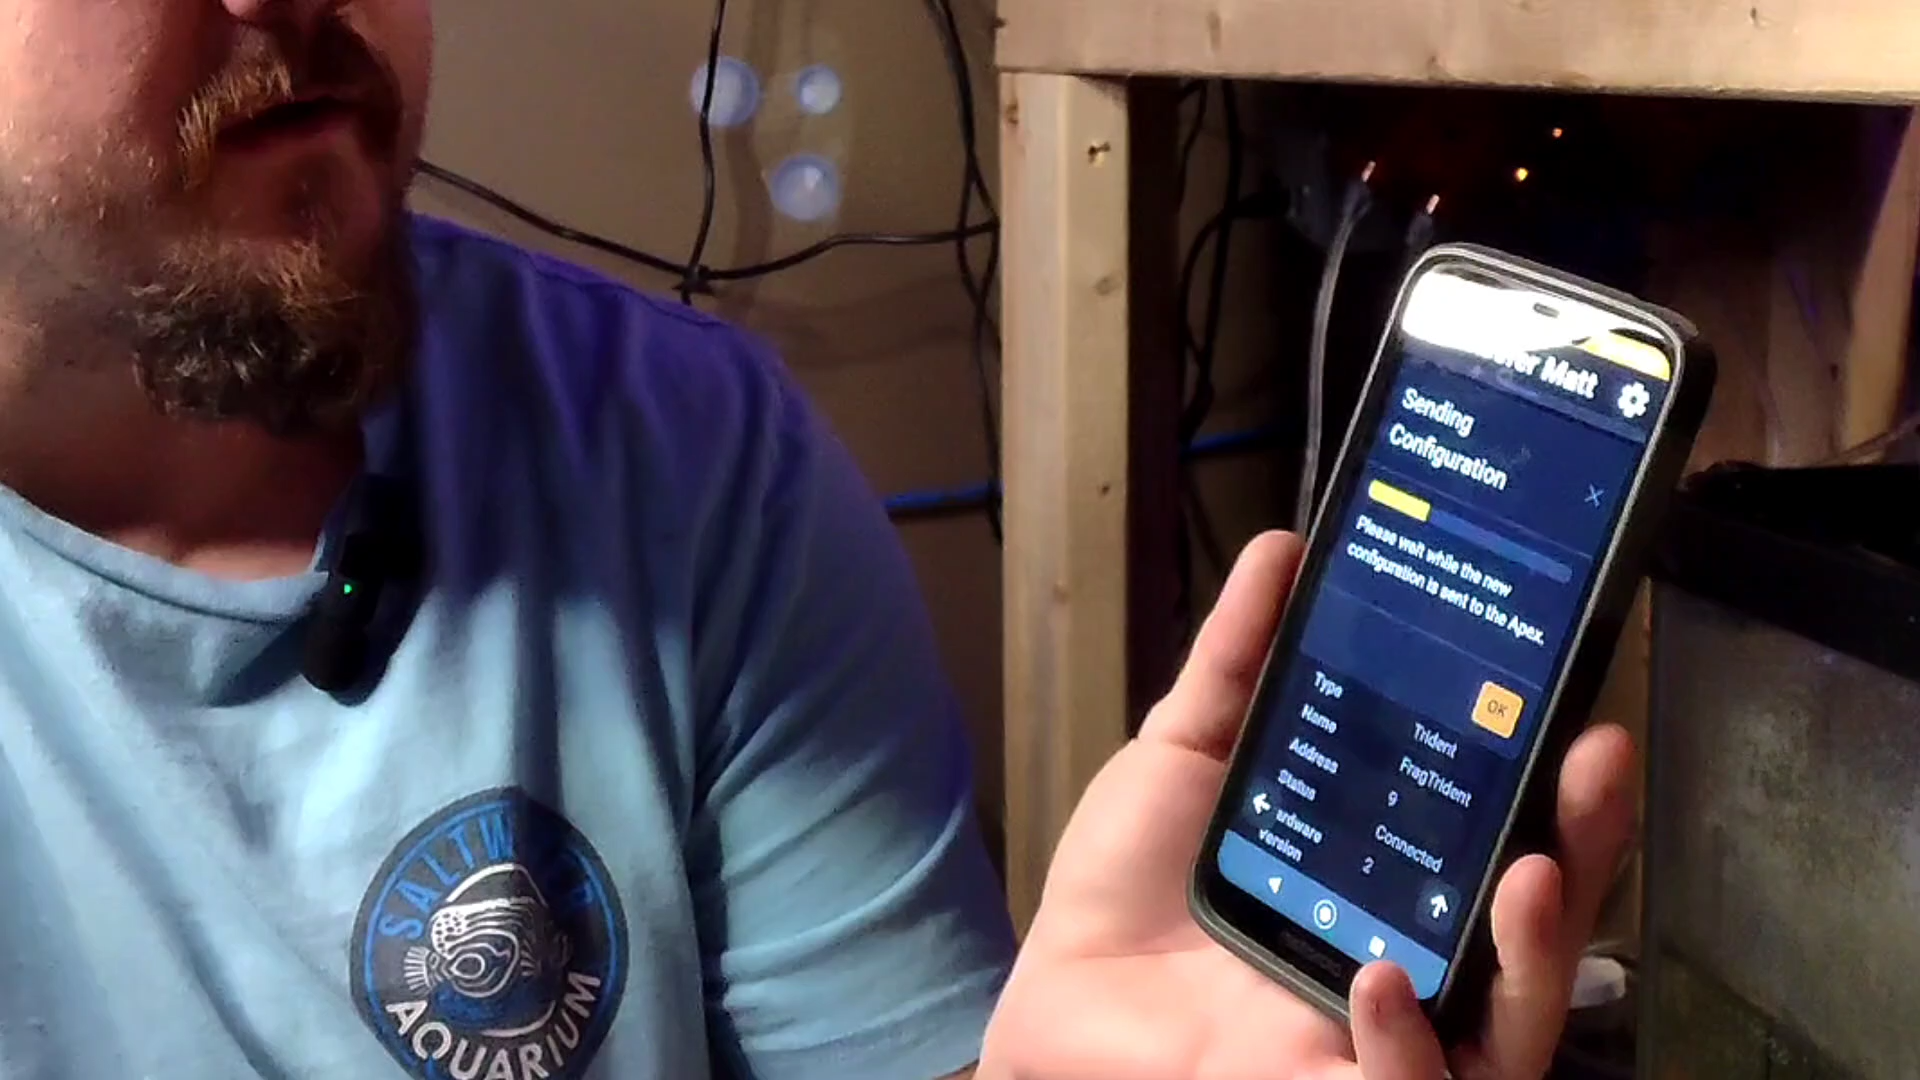 Matt
Sending
Configuration
Please wait while the new
configuration is sent to the Apex.
OK
Type
Trident
Name
FragTrident
Address
9
Status
Connected
ardware
version
2
SALTW
AQUARIUM